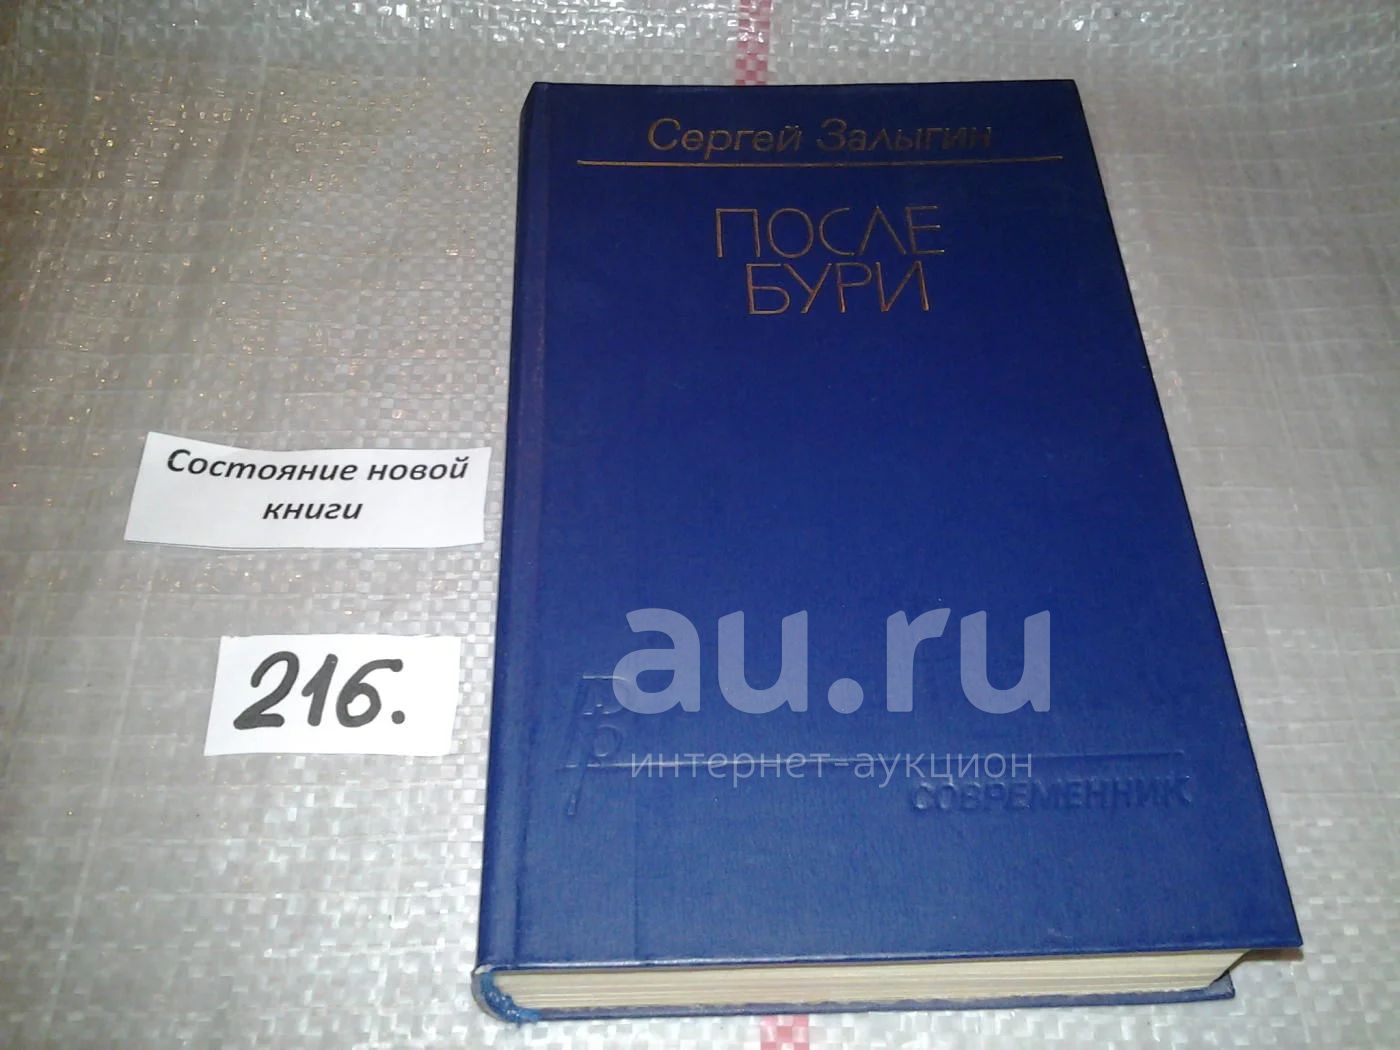 Сергей Залыгин
ПОСЛЕ
БУРИ
Состояние новой
книги
216.
au.ru
интернет-аукцион
СОВРЕМЕННИК